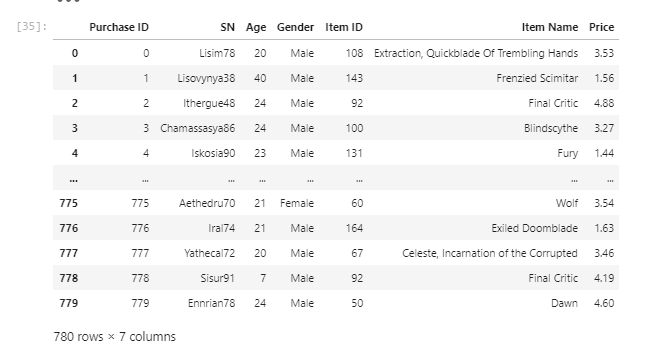 [35]:
Purchase ID SN Age Gender Item ID Item Name Price
0 0 Lisim78 20 Male 108 Extraction, Quickblade Of Trembling Hands 3.53
1 1 Lisovynya38 40 Male 143 Frenzied Scimitar 1.56
2 2 Ithergue48 24 Male 92 Final Critic 4.88
3 3 Chamassasya86 24 Male 100 Blindscythe 3.27
4 4 Iskosia90 23 Male 131 Fury 1.44
... ... ... ... ... ... ... ...
775 775 Aethedru70 21 Female 60 Wolf 3.54
776 776 Iral74 21 Male 164 Exiled Doomblade 1.63
777 777 Yathecal72 20 Male 67 Celeste, Incarnation of the Corrupted 3.46
778 778 Sisur91 7 Male 92 Final Critic 4.19
779 779 Ennrian78 24 Male 50 Dawn 4.60
780 rows × 7 columns